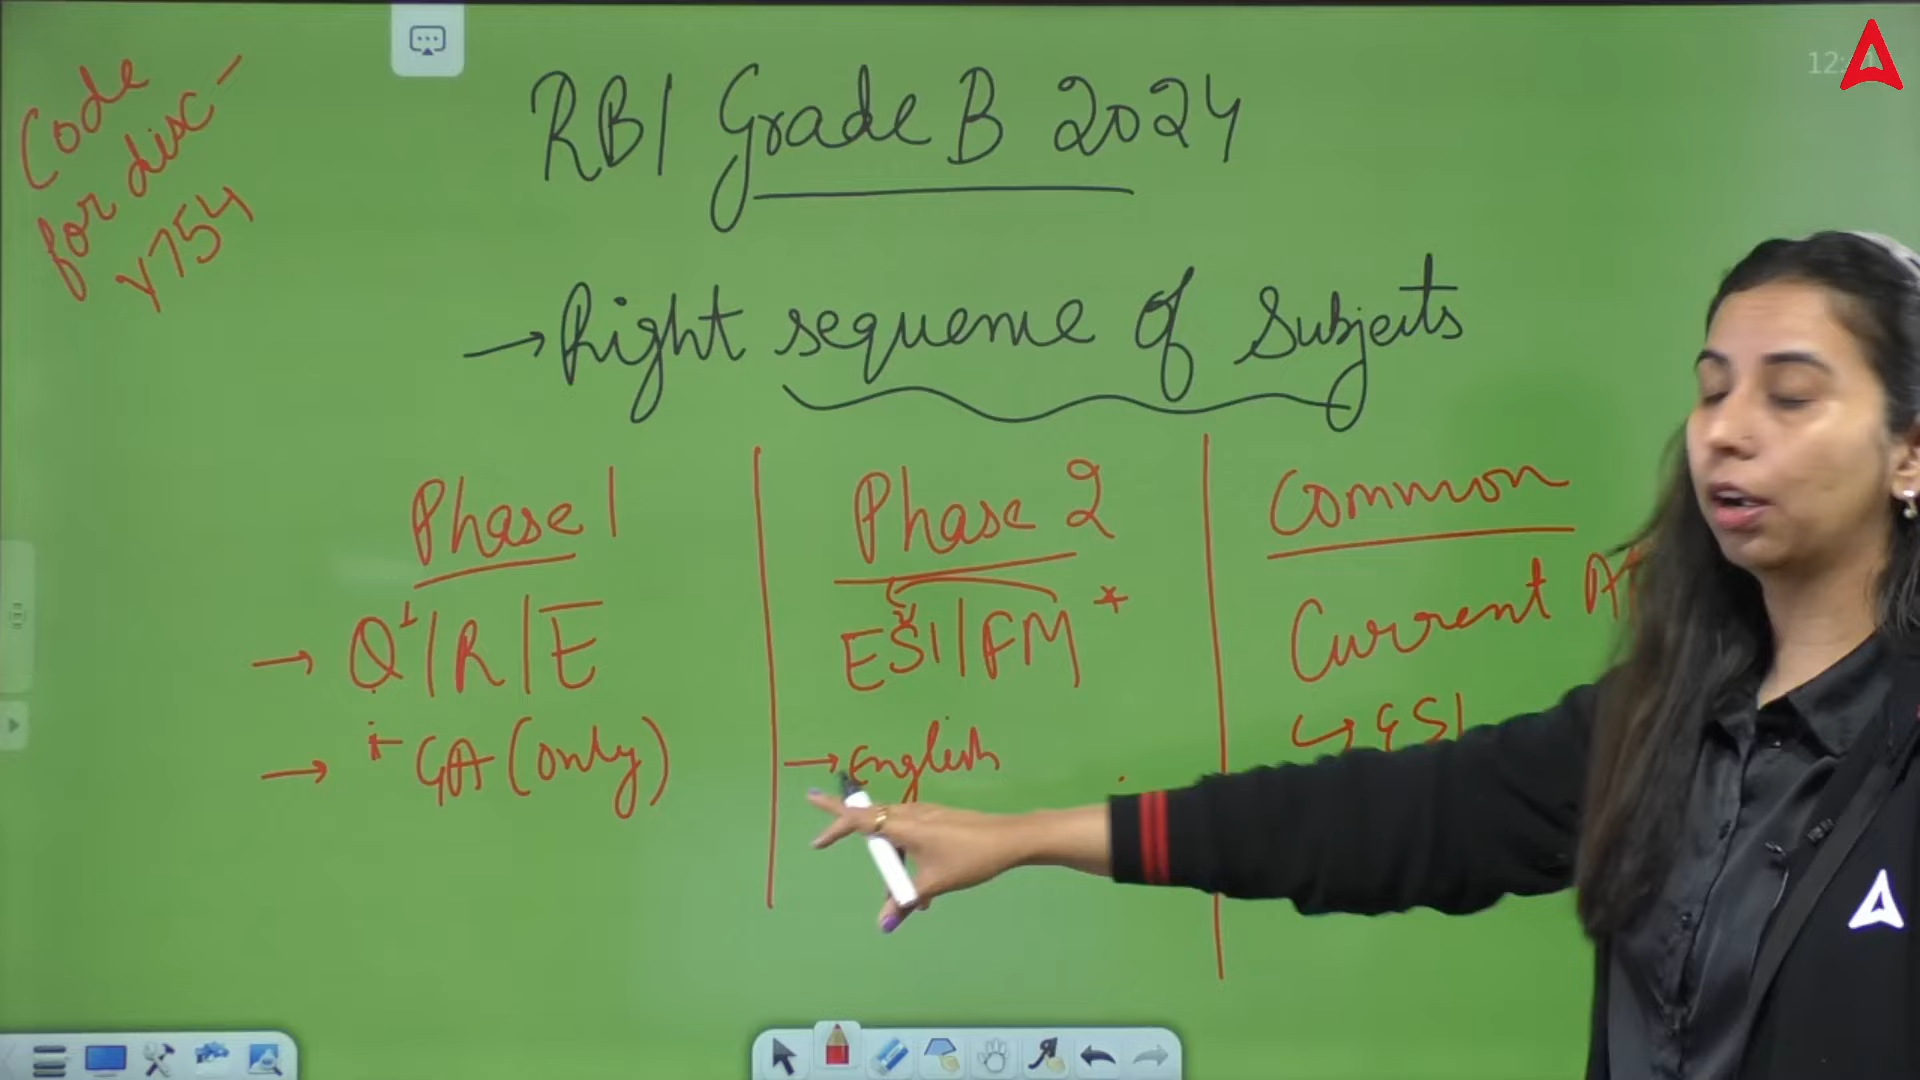 Code
for disc -
Y754
RBI Grade B 2024
→ Right sequence of Subjects
Phase 1
→ Q/R/E
→ GA (only)
Phase 2
ESI/FM *
→ English
Common
Current
↳ ESI